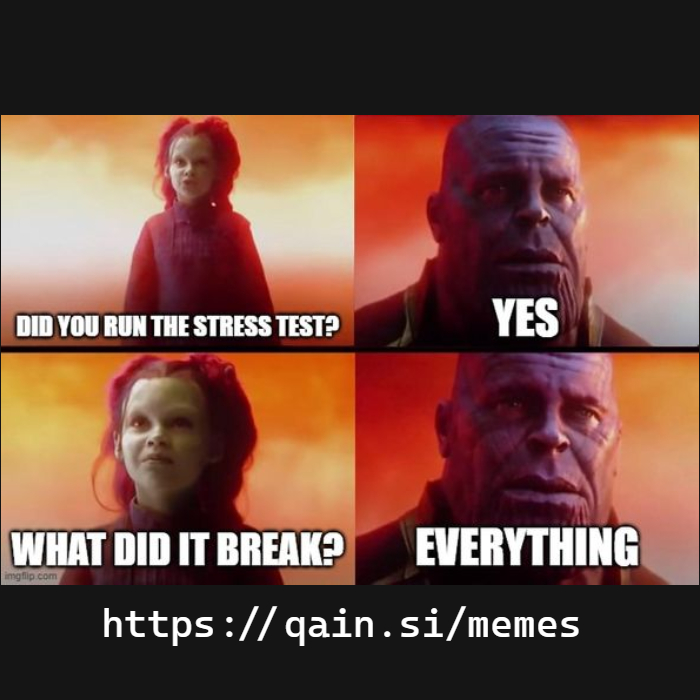 DID YOU RUN THE STRESS TEST?
YES
WHAT DID IT BREAK?
EVERYTHING
imgflip.com
https://qain.si/memes